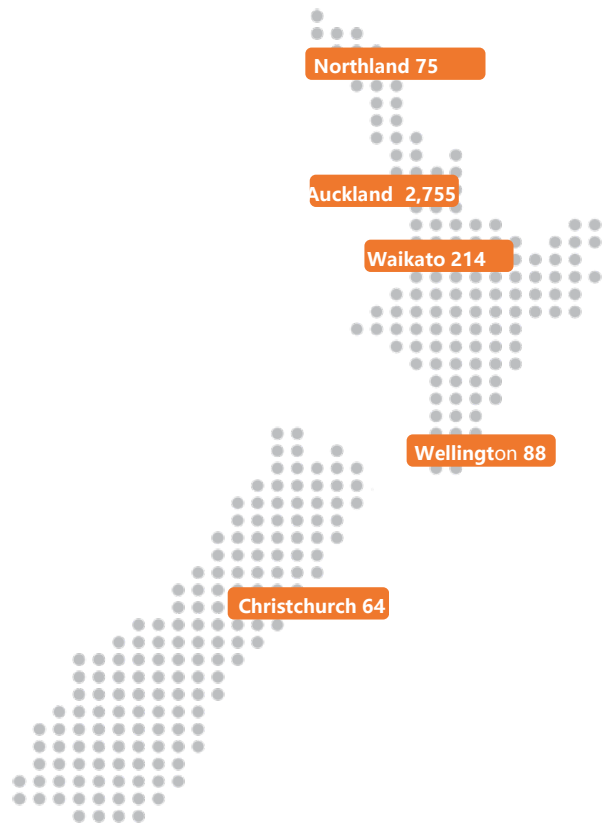 Northland 75
Auckland 2,755
Waikato 214
Wellington 88
Christchurch 64